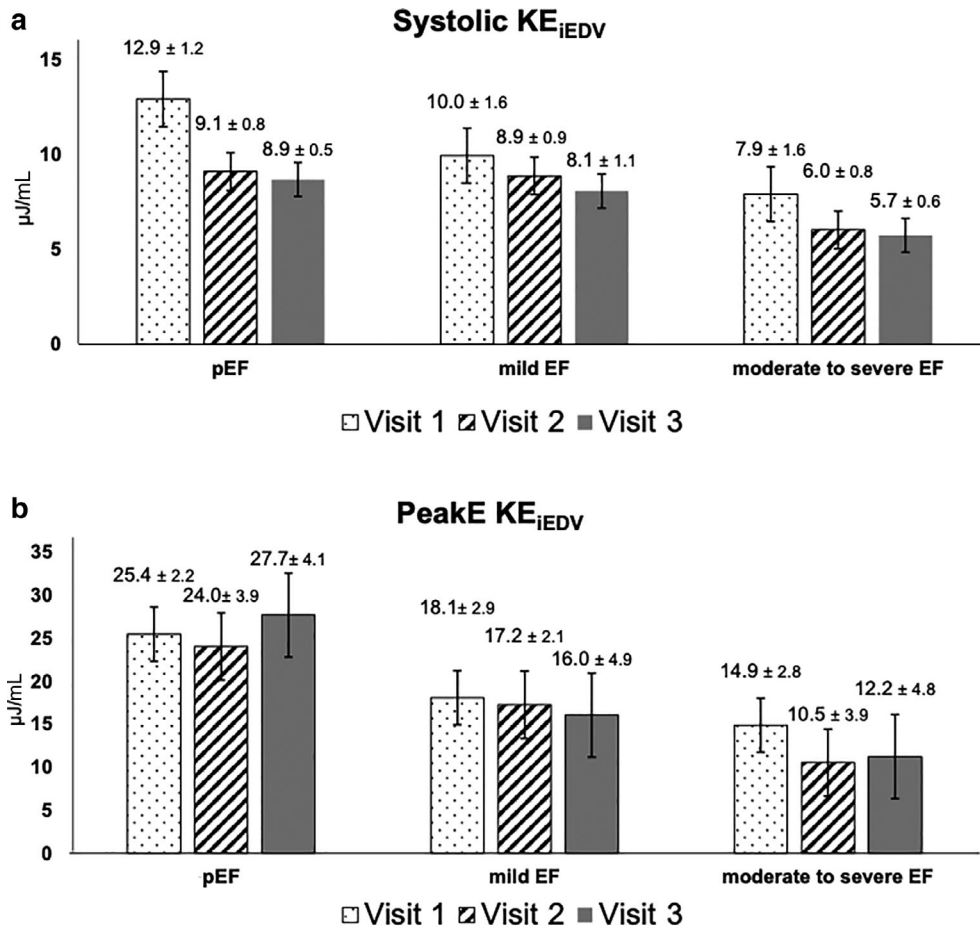 a
Systolic KEiEDV
15
10
5
0
µJ/mL
12.9 ± 1.2
9.1 ± 0.8
8.9 ± 0.5
10.0 ± 1.6
8.9 ± 0.9
8.1 ± 1.1
7.9 ± 1.6
6.0 ± 0.8
5.7 ± 0.6
pEF
mild EF
moderate to severe EF
Visit 1 Visit 2 Visit 3
b
PeakE KEiEDV
35
30
25
20
15
10
5
0
µJ/mL
25.4 ± 2.2
24.0± 3.9
27.7± 4.1
18.1± 2.9
17.2 ± 2.1
16.0 ± 4.9
14.9 ± 2.8
10.5 ± 3.9
12.2 ± 4.8
pEF
mild EF
moderate to severe EF
Visit 1 Visit 2 Visit 3